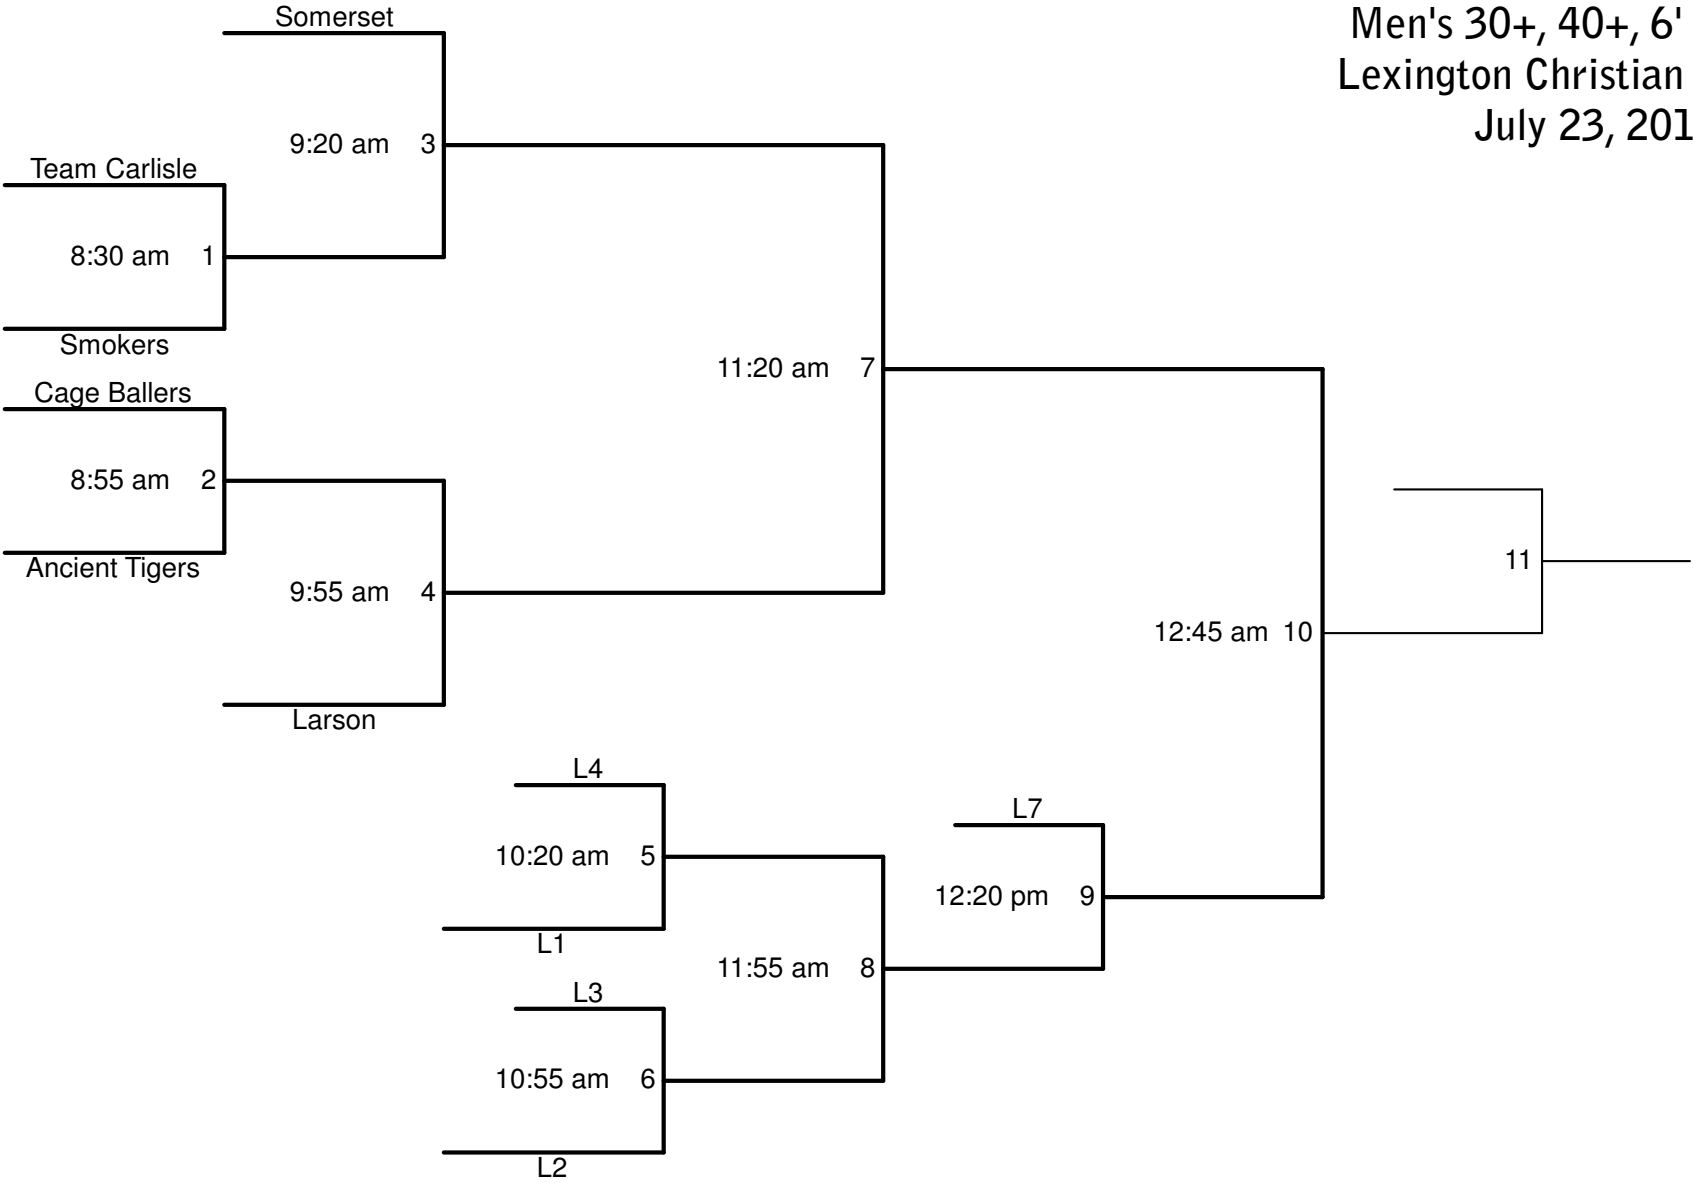 Somerset
Men's 30+, 40+, 6'
Lexington Christian
July 23, 201
9:20 am 3
Team Carlisle
8:30 am 1
Smokers
Cage Ballers
11:20 am 7
8:55 am 2
Ancient Tigers
11
9:55 am 4
12:45 am 10
Larson
L4
L7
10:20 am 5
12:20 pm 9
L1
11:55 am 8
L3
10:55 am 6
L2